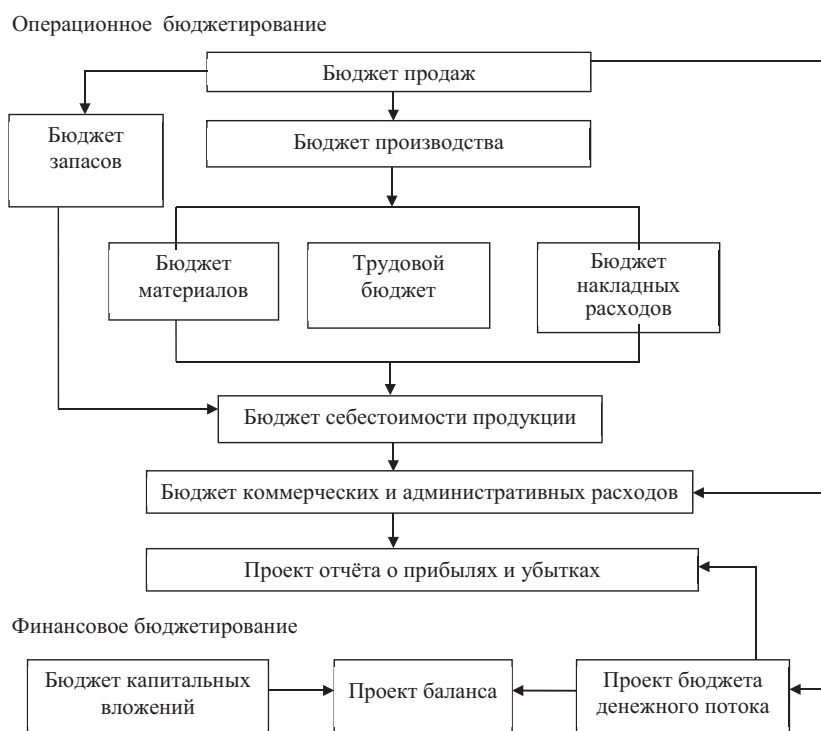 Операционное бюджетирование
Бюджет продаж
Бюджет
запасов
Бюджет производства
Бюджет
материалов
Трудовой
бюджет
Бюджет
накладных
расходов
Бюджет себестоимости продукции
Бюджет коммерческих и административных расходов
Проект отчёта о прибылях и убытках
Финансовое бюджетирование
Бюджет капитальных
вложений
Проект баланса
Проект бюджета
денежного потока